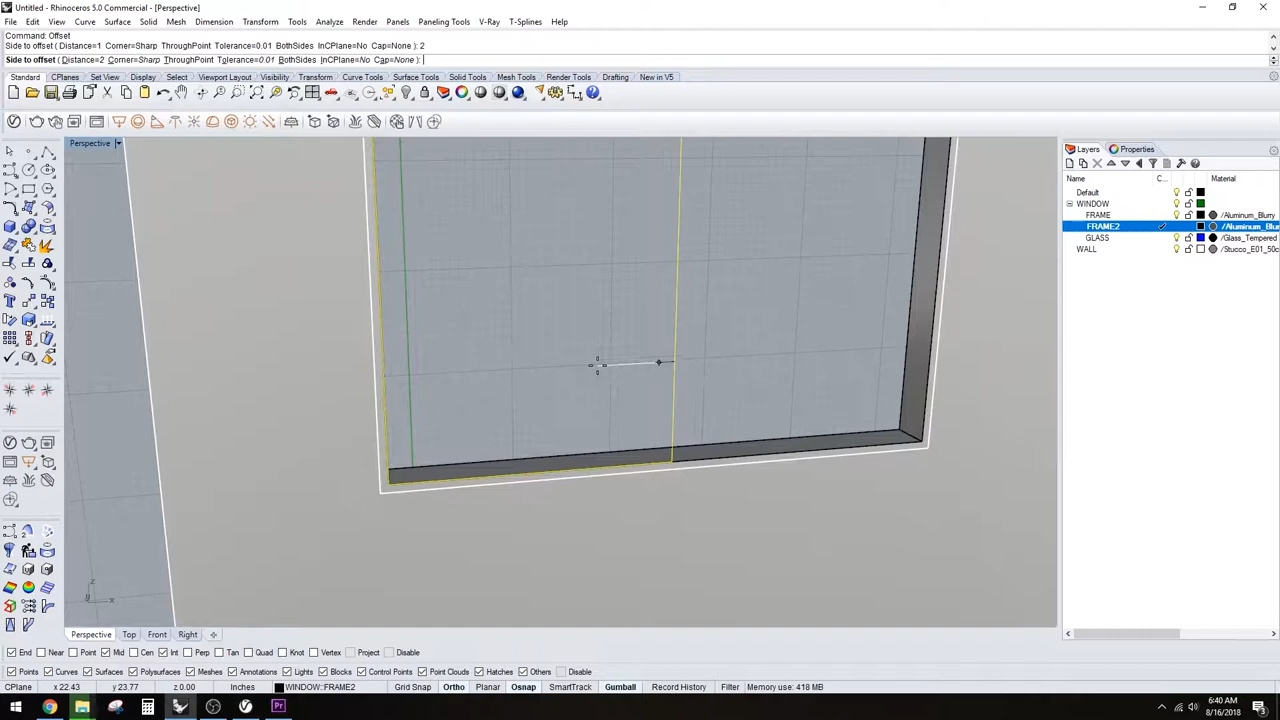 Untitled - Rhinoceros 5.0 Commercial - [Perspective]
File Edit View Curve Surface Solid Mesh Dimension Transform Tools Analyze Render Panels Paneling Tools V-Ray T-Splines Help
Command: Offset
Side to offset ( Distance=1 Corner=Sharp ThroughPoint Tolerance=0.01 BothSides InCPlane=No Cap=None ): 2
Side to offset ( Distance=2 Corner=Sharp ThroughPoint Tolerance=0.01 BothSides InCPlane=No Cap=None ):
Standard CPlanes Set View Display Select Viewport Layout Visibility Transform Curve Tools Surface Tools Solid Tools Mesh Tools Render Tools Drafting New in V5
Perspective
Layers Properties
Name C... Material
Default
WINDOW
FRAME /Aluminum_Blurry
FRAME2 /Aluminum_Blur
GLASS /Glass_Tempered
WALL /Stucco_E01_50c
z
y x
Perspective Top Front Right
End Near Point Mid Cen Int Perp Tan Quad Knot Vertex Project Disable
Points Curves Surfaces Polysurfaces Meshes Annotations Lights Blocks Control Points Point Clouds Hatches Others Disable
CPlane x 22.43 y 23.77 z 0.00 Inches WINDOW::FRAME2 Grid Snap Ortho Planar Osnap SmartTrack Gumball Record History Filter Memory use: 418 MB
Pr
6:40 AM
8/16/2018